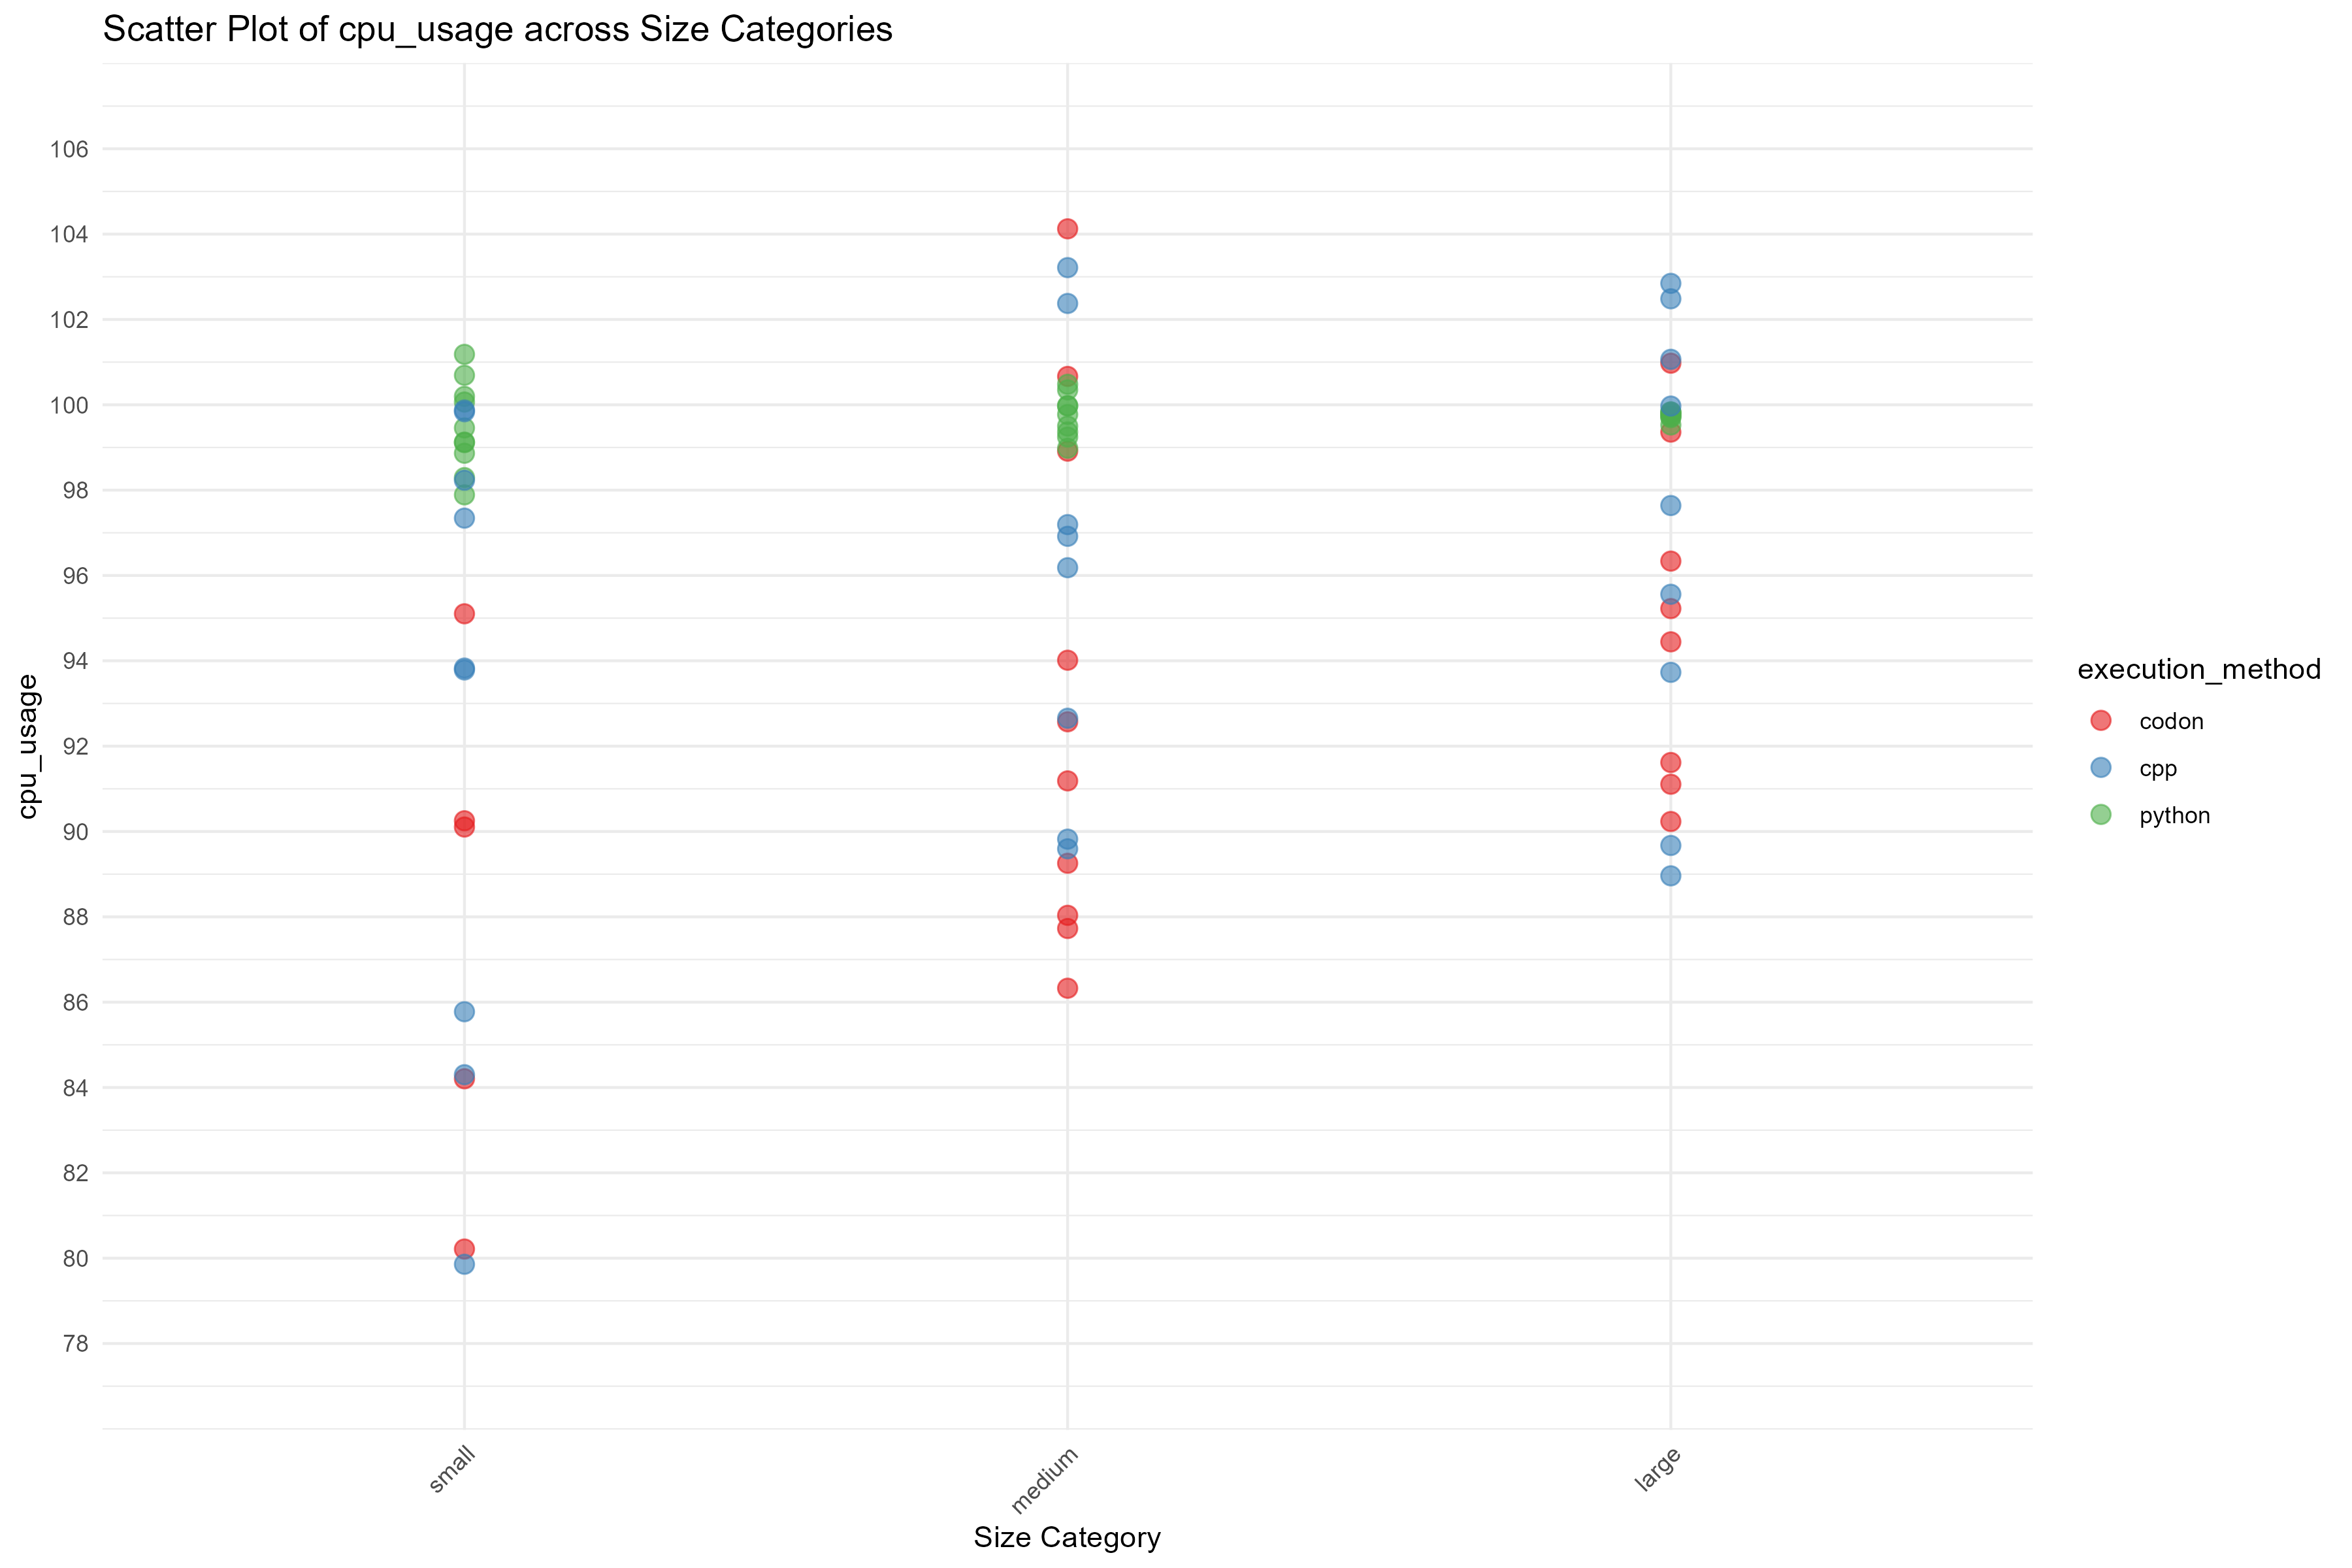 Scatter Plot of cpu_usage across Size Categories
106
104
102
100
98
96
94
92
90
88
86
84
82
80
78
cpu_usage
small
medium
large
Size Category
execution_method
codon
cpp
python